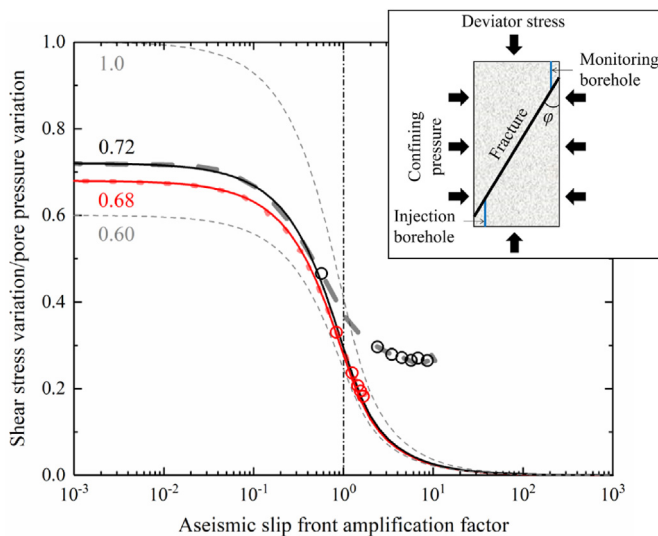 Shear stress variation/pore pressure variation
1.0
0.8
0.6
0.4
0.2
0.0
1.0
0.72
0.68
0.60
10⁻³
10⁻²
10⁻¹
10⁰
10¹
10²
10³
Aseismic slip front amplification factor
Deviator stress
Monitoring
borehole
Confining
pressure
Fracture
φ
Injection
borehole